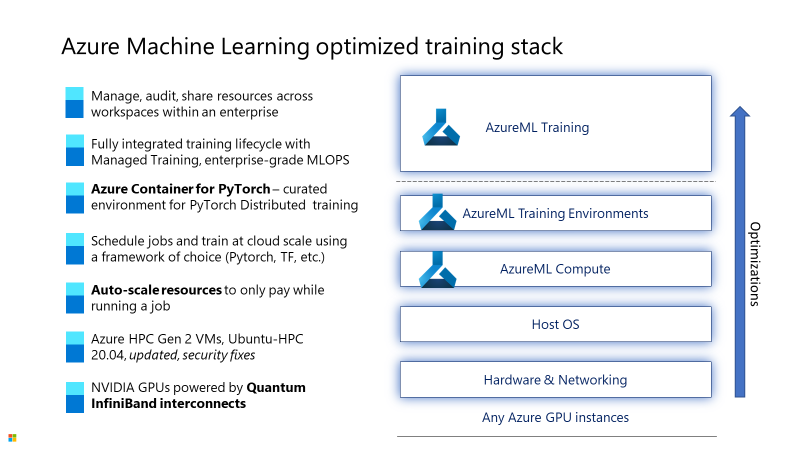 Azure Machine Learning optimized training stack
Manage, audit, share resources across
workspaces within an enterprise
Fully integrated training lifecycle with
Managed Training, enterprise-grade MLOPS
Azure Container for PyTorch – curated
environment for PyTorch Distributed training
Schedule jobs and train at cloud scale using
a framework of choice (Pytorch, TF, etc.)
Auto-scale resources to only pay while
running a job
Azure HPC Gen 2 VMs, Ubuntu-HPC
20.04, updated, security fixes
NVIDIA GPUs powered by Quantum
InfiniBand interconnects
AzureML Training
AzureML Training Environments
AzureML Compute
Host OS
Hardware & Networking
Any Azure GPU instances
Optimizations